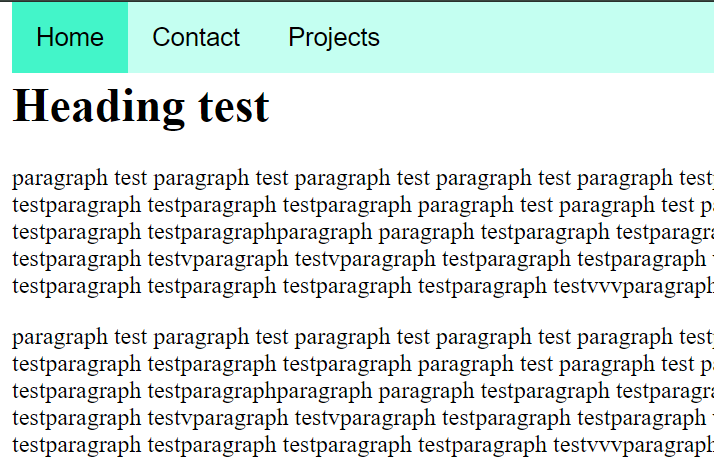 Home Contact Projects
Heading test
paragraph test paragraph test paragraph test paragraph test paragraph test
testparagraph testparagraph testparagraph paragraph test paragraph test
testparagraph testparagraphparagraph paragraph testparagraph
testparagraph testvparagraph testvparagraph testparagraph testparagraph
testparagraph testparagraph testparagraph testparagraph testvvvparagraph
paragraph test paragraph test paragraph test paragraph test paragraph test
testparagraph testparagraph testparagraph paragraph test paragraph test
testparagraph testparagraphparagraph paragraph testparagraph
testparagraph testvparagraph testvparagraph testparagraph testparagraph
testparagraph testparagraph testparagraph testparagraph testvvvparagraph